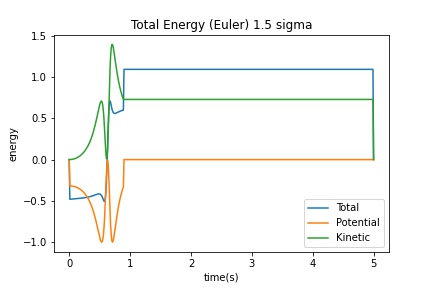 Total Energy (Euler) 1.5 sigma
1.5
1.0
0.5
0.0
−0.5
−1.0
energy
0 1 2 3 4 5
time(s)
Total
Potential
Kinetic